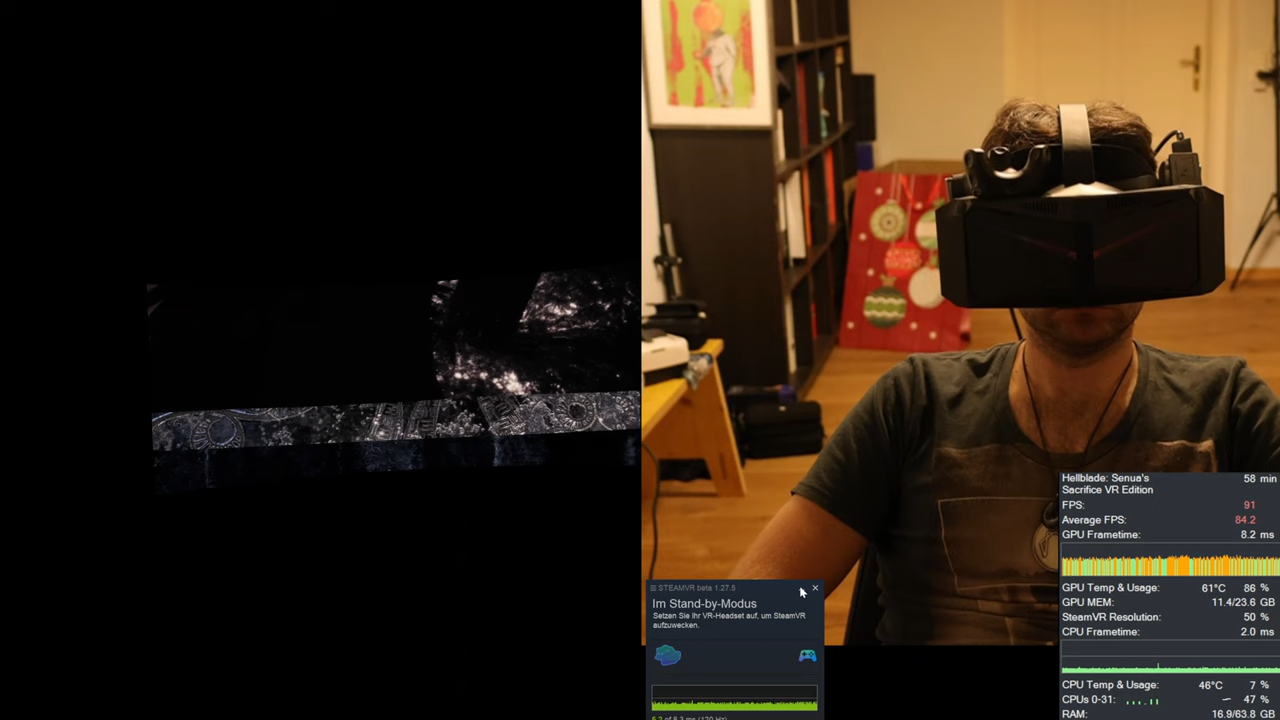 Hellblade: Senua's 58 min
Sacrifice VR Edition
FPS: 91
Average FPS: 84.2
GPU Frametime: 8.2 ms
GPU Temp & Usage: 61°C 86 %
GPU MEM: 11.4/23.6 GB
SteamVR Resolution: 50 %
CPU Frametime: 2.0 ms
CPU Temp & Usage: 46°C 7 %
CPUs 0-31: 47 %
RAM: 16.9/63.8 GB
STEAMVR beta 1.27.5
Im Stand-by-Modus
Setzen Sie Ihr VR-Headset auf, um SteamVR
aufzuwecken.